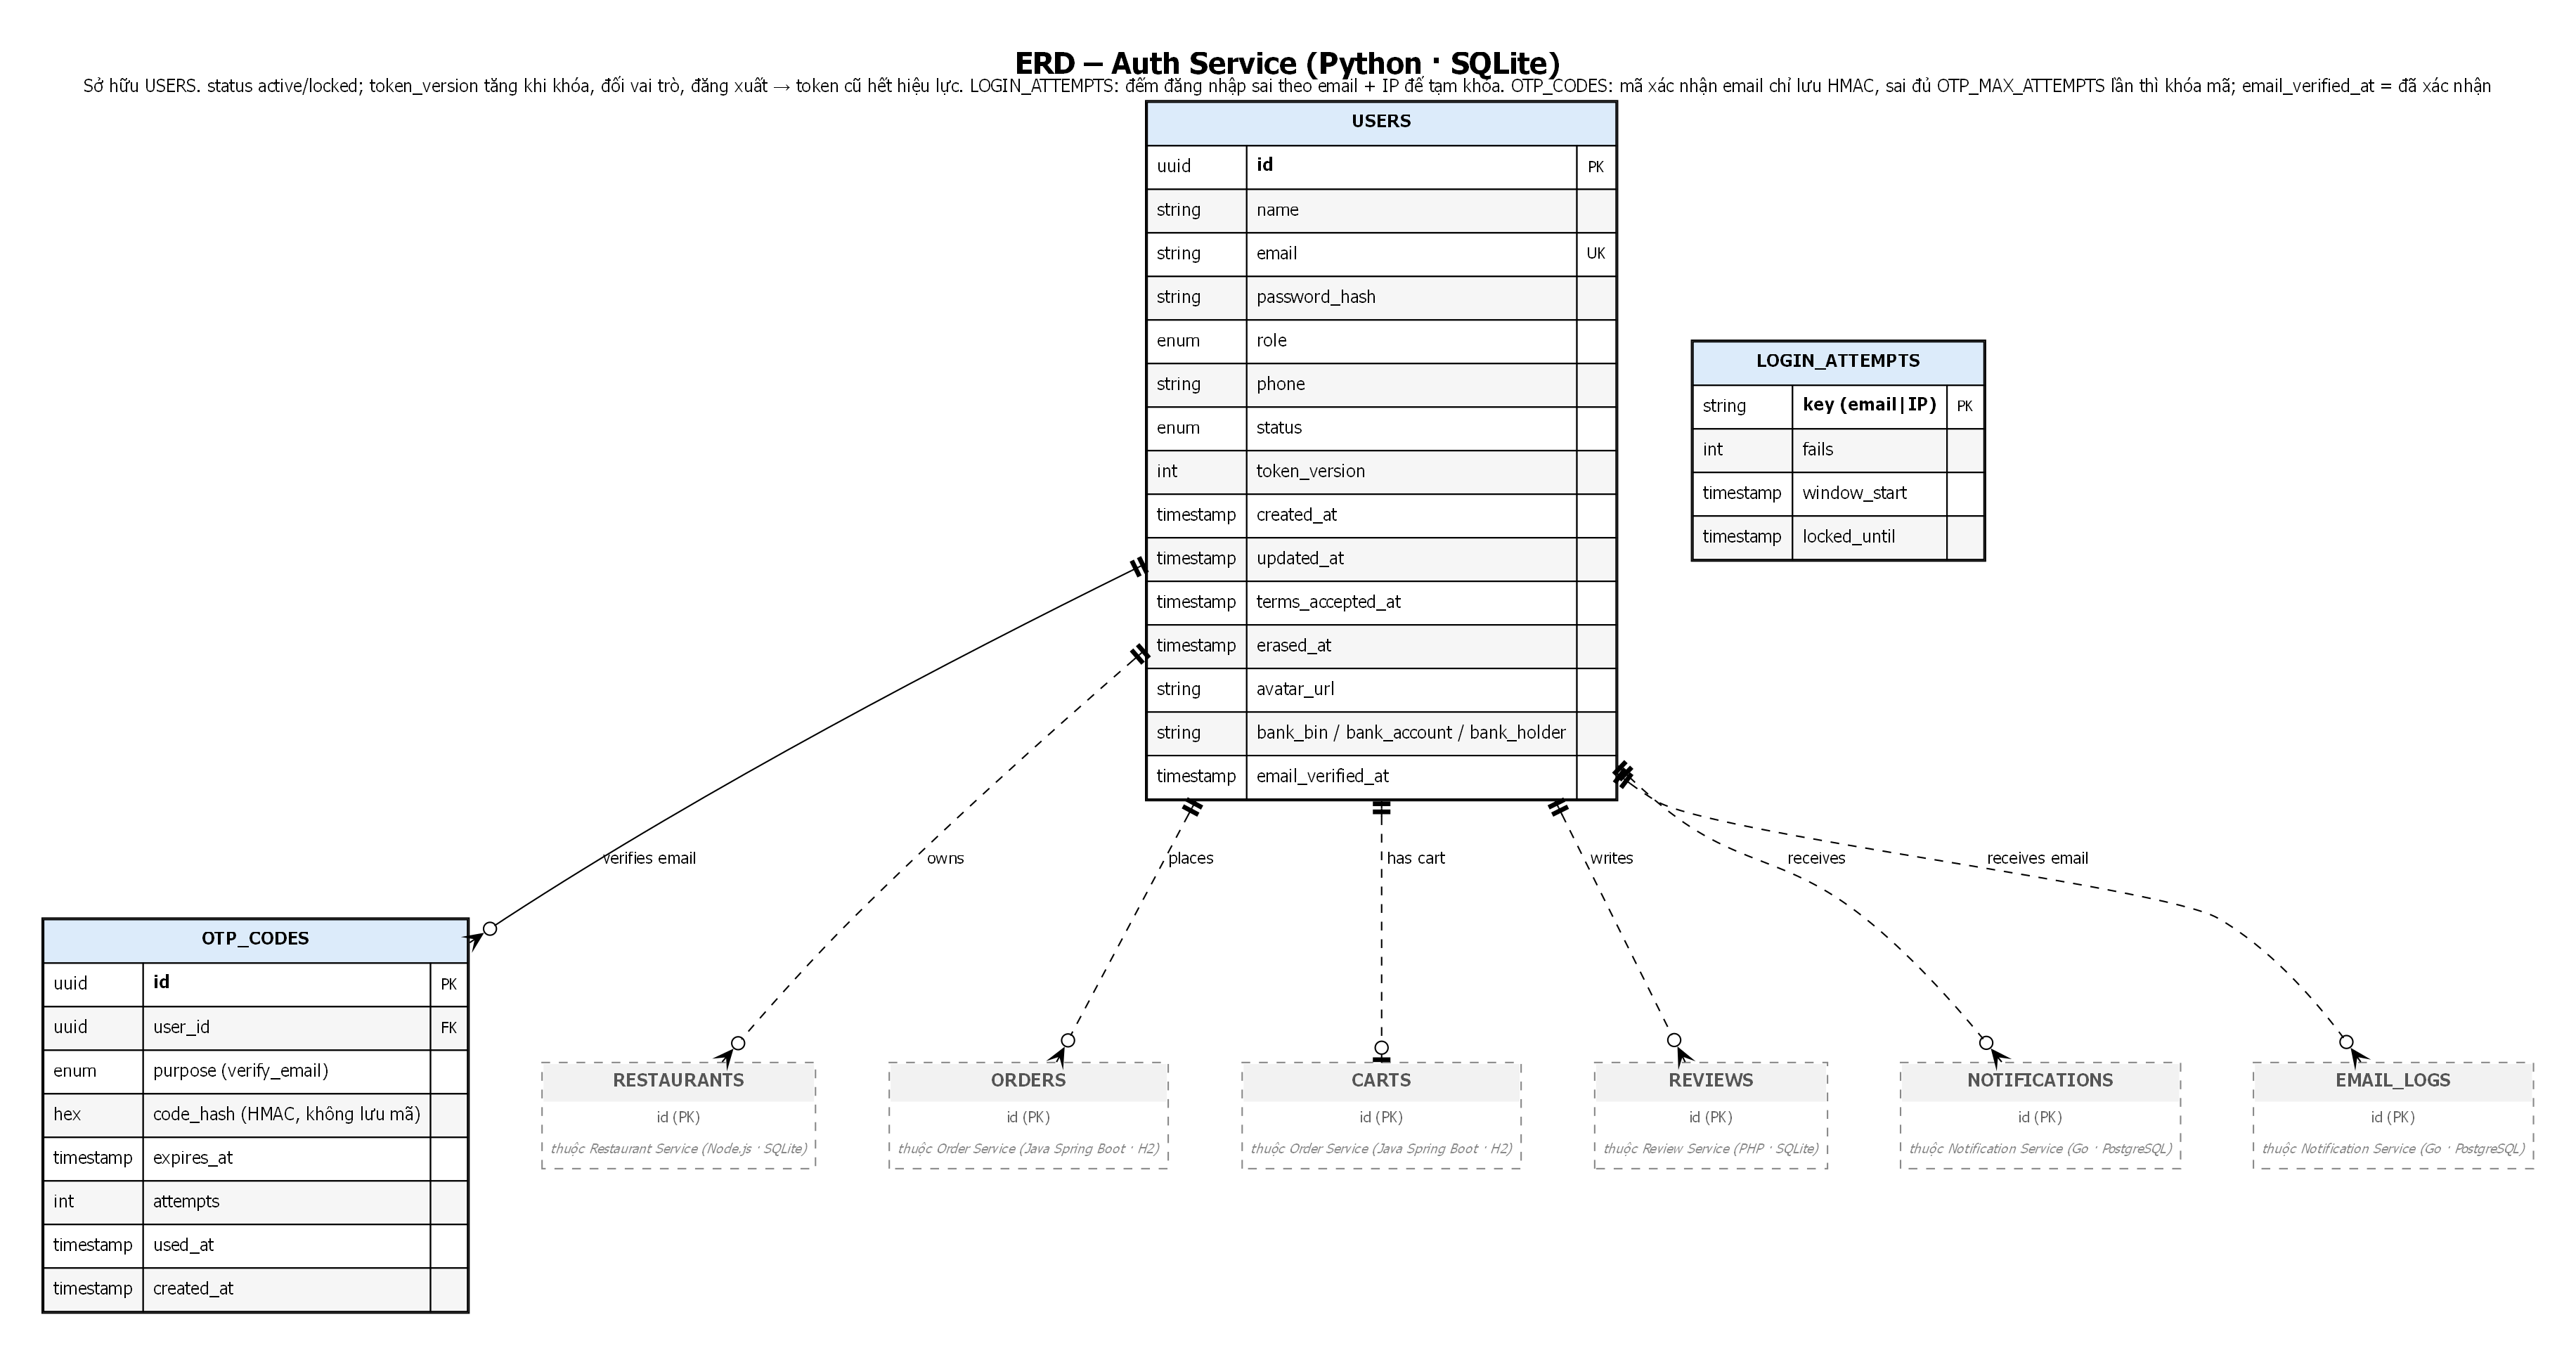 ERD – Auth Service (Python · SQLite)
Sở hữu USERS. status active/locked; token_version tăng khi khóa, đổi vai trò, đăng xuất → token cũ hết hiệu lực. LOGIN_ATTEMPTS: đếm đăng nhập sai theo email + IP để tạm khóa. OTP_CODES: mã xác nhận email chỉ lưu HMAC, sai đủ OTP_MAX_ATTEMPTS lần thì khóa mã; email_verified_at = đã xác nhận
USERS
uuid id PK
string name
string email UK
string password_hash
enum role
string phone
enum status
int token_version
timestamp created_at
timestamp updated_at
timestamp terms_accepted_at
timestamp erased_at
string avatar_url
string bank_bin / bank_account / bank_holder
timestamp email_verified_at
LOGIN_ATTEMPTS
string key (email|IP) PK
int fails
timestamp window_start
timestamp locked_until
verifies email
owns
places
has cart
writes
receives
receives email
OTP_CODES
uuid id PK
uuid user_id FK
enum purpose (verify_email)
hex code_hash (HMAC, không lưu mã)
timestamp expires_at
int attempts
timestamp used_at
timestamp created_at
RESTAURANTS
id (PK)
thuộc Restaurant Service (Node.js · SQLite)
ORDERS
id (PK)
thuộc Order Service (Java Spring Boot · H2)
CARTS
id (PK)
thuộc Order Service (Java Spring Boot · H2)
REVIEWS
id (PK)
thuộc Review Service (PHP · SQLite)
NOTIFICATIONS
id (PK)
thuộc Notification Service (Go · PostgreSQL)
EMAIL_LOGS
id (PK)
thuộc Notification Service (Go · PostgreSQL)